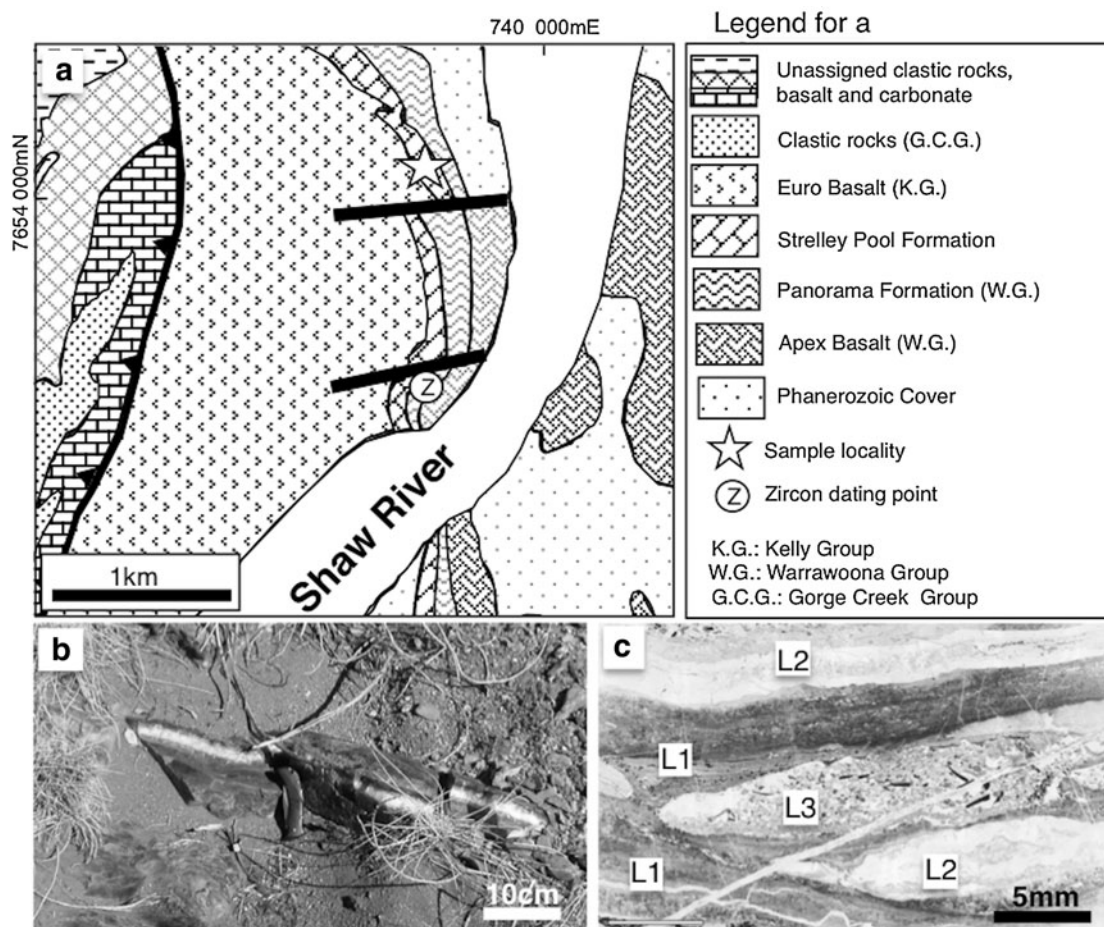 740 000mE
Legend for a
a
7654 000mN
Unassigned clastic rocks,
basalt and carbonate
Clastic rocks (G.C.G.)
Euro Basalt (K.G.)
Strelley Pool Formation
Panorama Formation (W.G.)
Apex Basalt (W.G.)
Phanerozoic Cover
Sample locality
Z
Z
Zircon dating point
Shaw River
1km
K.G.: Kelly Group
W.G.: Warrawoona Group
G.C.G.: Gorge Creek Group
b
10cm
c
L2
L1
L3
L1
L2
5mm